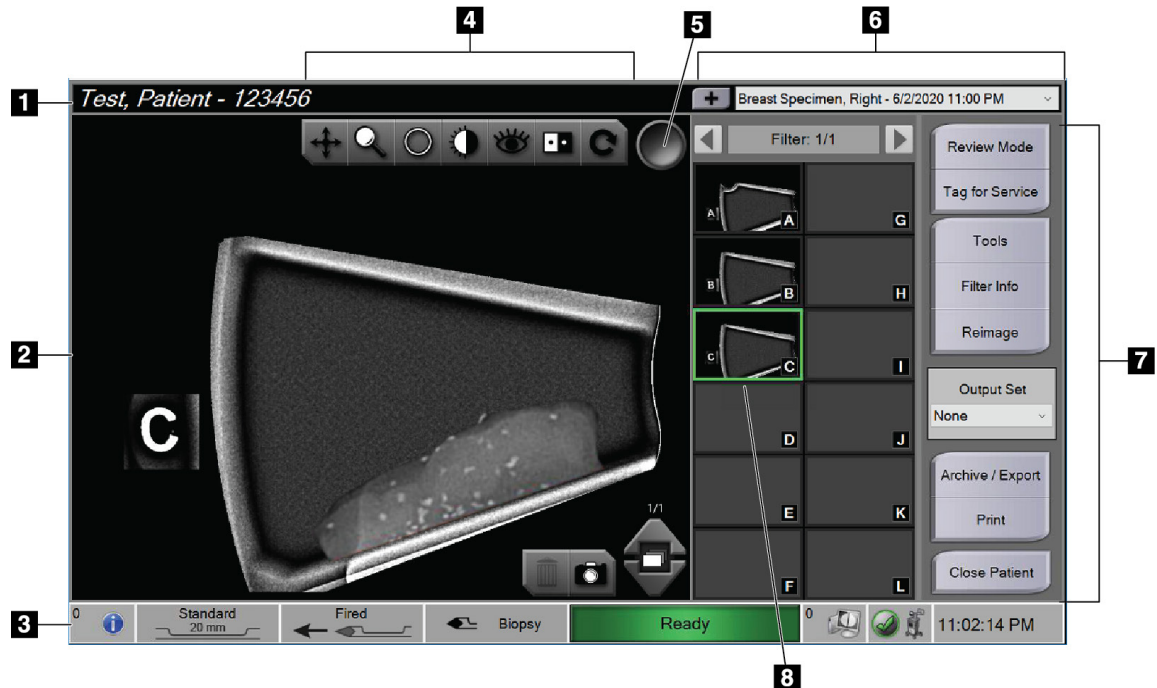 4
5
6
1
Test, Patient - 123456
+
Breast Specimen, Right - 6/2/2020 11:00 PM
Filter: 1/1
Review Mode
Tag for Service
A
A
G
Tools
B
B
H
Filter Info
Reimage
2
C
C
C
I
7
Output Set
None
D
J
Archive / Export
1/1
E
K
Print
F
L
Close Patient
3
0
i
Standard
20 mm
Fired
Biopsy
Ready
0
11:02:14 PM
8